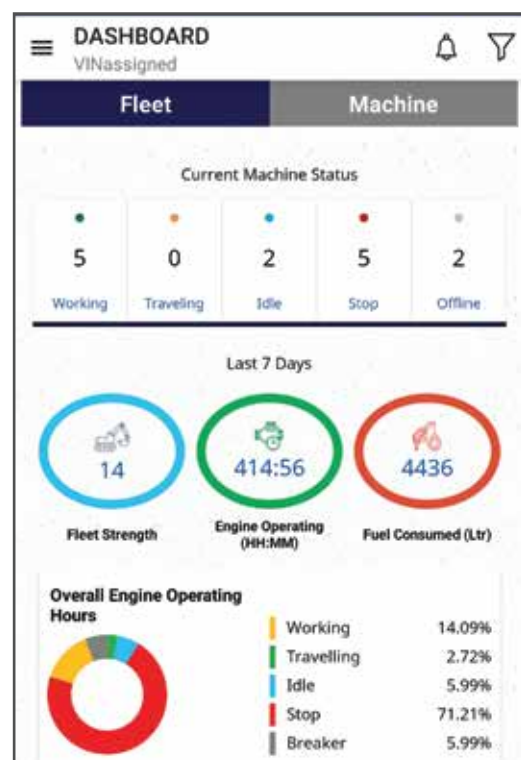 DASHBOARD
VINassigned
Fleet Machine
Current Machine Status
5 0 2 5 2
Working Traveling Idle Stop Offline
Last 7 Days
14 414:56 4436
Fleet Strength Engine Operating (HH:MM) Fuel Consumed (Ltr)
Overall Engine Operating
Hours
Working 14.09%
Travelling 2.72%
Idle 5.99%
Stop 71.21%
Breaker 5.99%